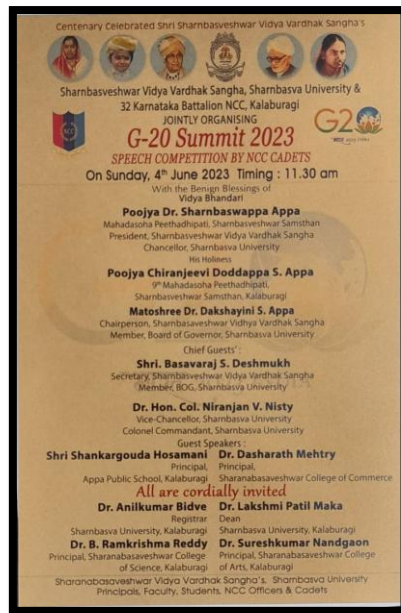 Centenary Celebrated Shri Sharnbasveshwar Vidya Vardhak Sangha's
Sharnbasveshwar Vidya Vardhak Sangha, Sharnbasva University &
32 Karnataka Battalion NCC, Kalaburagi
JOINTLY ORGANISING
NCC
G20
G-20 Summit 2023
SPEECH COMPETITION BY NCC CADETS
On Sunday, 4th June 2023 Timing : 11.30 am
With the Benign Blessings of
Vidya Bhandari
Poojya Dr. Sharnbaswappa Appa
Mahadasoha Peethadhipati, Sharnbasveshwar Samsthan
President, Sharnbasveshwar Vidya Vardhak Sangha
Chancellor, Sharnbasva University
His Holiness
Poojya Chiranjeevi Doddappa S. Appa
9th Mahadasoha Peethadhipati,
Sharnbasveshwar Samsthan, Kalaburagi
Matoshree Dr. Dakshayini S. Appa
Chairperson, Sharnbasaveshwar Vidhya Vardhak Sangha
Member, Board of Governor, Sharnbasva University
Chief Guests' :
Shri. Basavaraj S. Deshmukh
Secretary, Sharnbasveshwar Vidya Vardhak Sangha
Member, BOG, Sharnbasva University
Dr. Hon. Col. Niranjan V. Nisty
Vice-Chancellor, Sharnbasva University
Colonel Commandant, Sharnbasva University
Guest Speakers :
Shri Shankargouda Hosamani Dr. Dasharath Mehtry
Principal, Principal,
Appa Public School, Kalaburagi Sharanabasaveshwar College of Commerce
All are cordially invited
Dr. Anilkumar Bidve Dr. Lakshmi Patil Maka
Registrar Dean
Sharnbasva University, Kalaburagi Sharnbasva University, Kalaburagi
Dr. B. Ramkrishma Reddy Dr. Sureshkumar Nandgaon
Principal, Sharanabasaveshwar College Principal, Sharanabasaveshwar College
of Science, Kalaburagi of Arts, Kalaburagi
Sharanabasaveshwar Vidya Vardhak Sangha's, Sharnbasva University
Principals, Faculty, Students, NCC Officers & Cadets